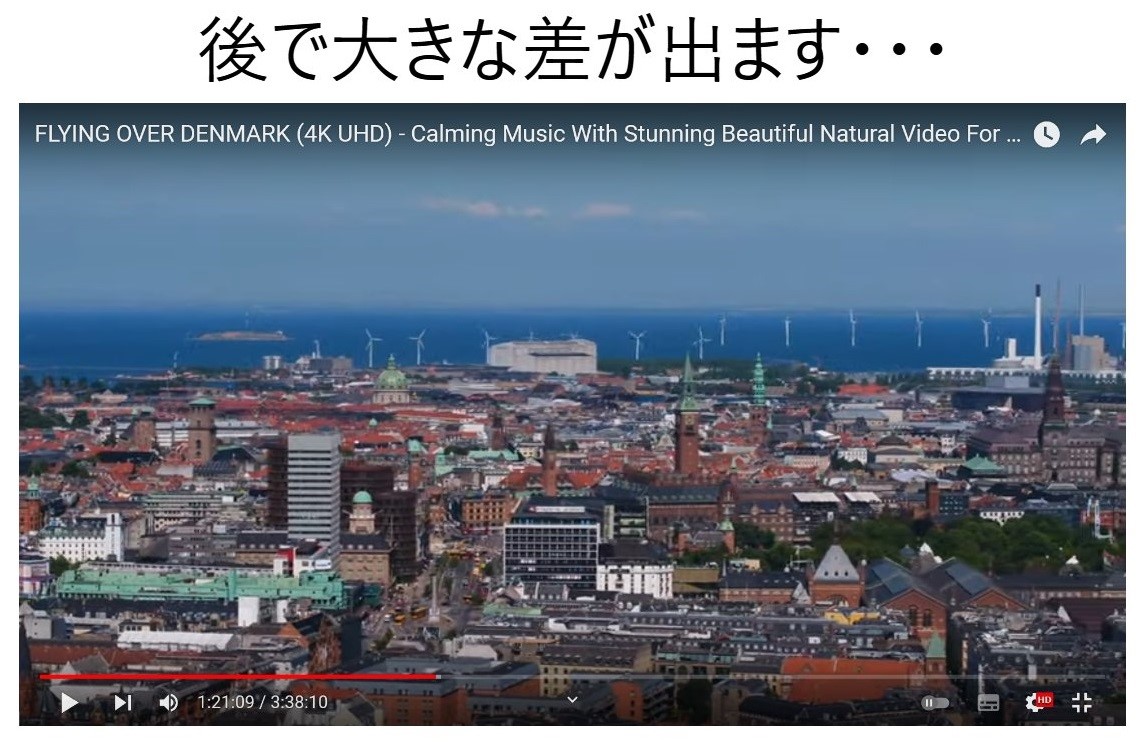 後で大きな差が出ます･･･
FLYING OVER DENMARK (4K UHD) - Calming Music With Stunning Beautiful Natural Video For ...
1:21:09 / 3:38:10
HD